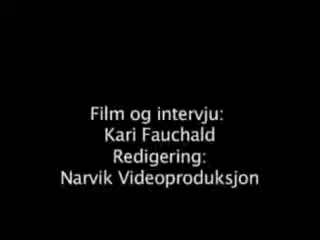 Film og intervju:
Kari Fauchald
Redigering:
Narvik Videoproduksjon